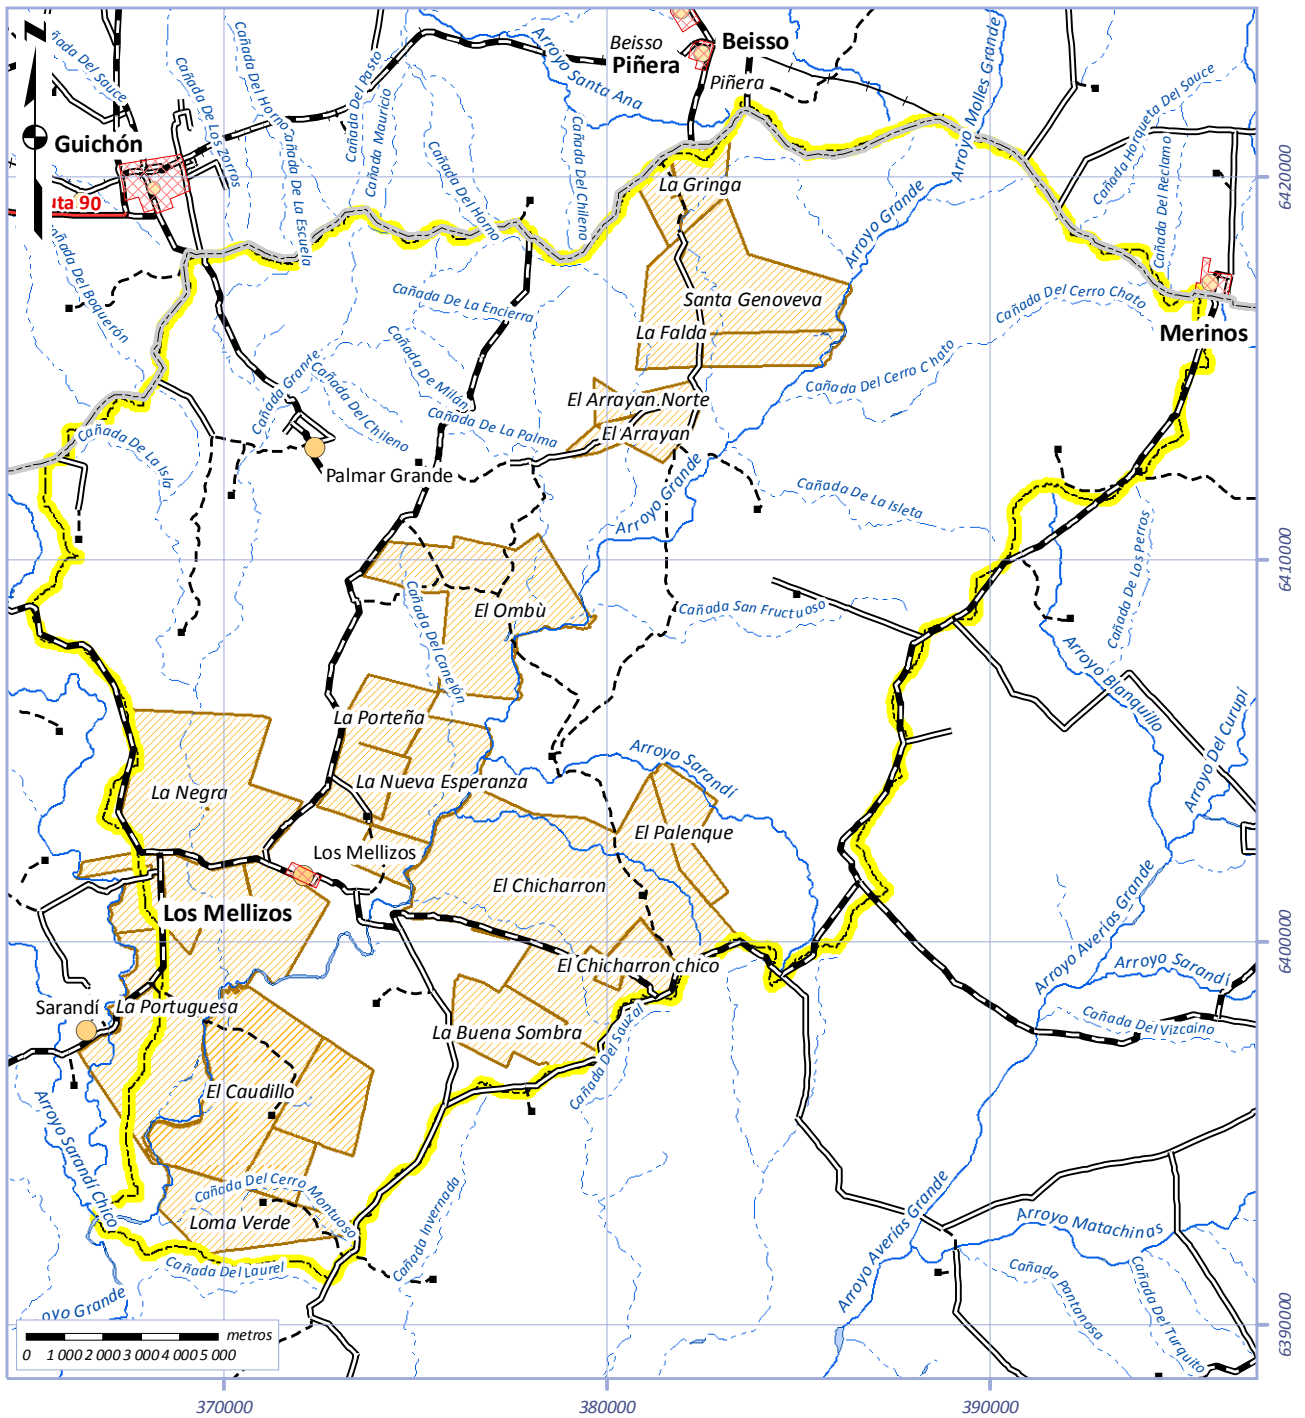 N
Cañada Del Sauce
Cañada De Los zorros
Cañada Del Horno
Cañada De La Escuela
Cañada Del Pasto
Cañada Mauricio
Arroyo Santa Ana
Beisso
Piñera
Beisso
Piñera
Arroyo Molles Grande
Cañada Horqueta Del Sauce
Cañada Del Reclamo
Guichón
uta 90
Cañada Del Horno
Cañada Del Chileno
La Gringa
Arroyo Grande
6420000
Cañada Del Boquerón
Cañada De La Encierra
Santa Genoveva
La Falda
Cañada Del Cerro Chato
Merinos
Cañada Grande
Cañada Del Chileno
Cañada De Milán
Cañada De La Palma
El Arrayan Norte
El Arrayan
Cañada Del Cerro Chato
Cañada De La Isla
Palmar Grande
Arroyo Grande
Cañada De La Isleta
Cañada De Los Perros
6410000
Cañada Del Canejón
El Ombù
Cañada San Fructuoso
Arroyo Blanquillo
La Porteña
Arroyo Del Curupí
La Negra
La Nueva Esperanza
Arroyo Sarandí
El Palenque
Los Mellizos
El Chicharron
Los Mellizos
Arroyo Averías Grande
6400000
El Chicharron chico
Arroyo Sarandí
Sarandí
La Portuguesa
La Buena Sombra
Cañada Del Sauzal
Cañada Del Vizcaíno
El Caudillo
Arroyo Sarandí Chico
Cañada Del Cerro Montuoso
Loma Verde
Cañada Del Laurel
Cañada Invernada
Arroyo Averías Grande
Arroyo Matachinas
Cañada Pantanosa
Cañada Del Turquito
oyo Grande
6390000
metros
0 1 000 2 000 3 000 4 000 5 000
370000
380000
390000